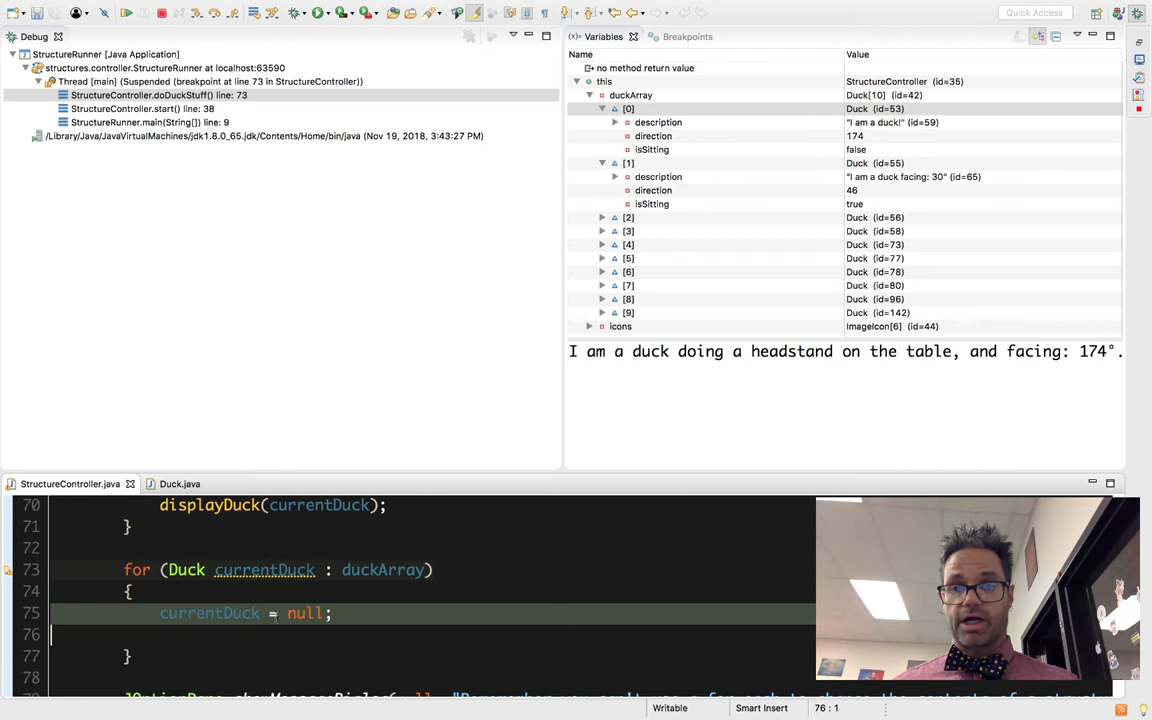 Quick Access
Debug
StructureRunner [Java Application]
structures.controller.StructureRunner at localhost:63590
Thread [main] (Suspended (breakpoint at line 73 in StructureController))
StructureController.doDuckStuff() line: 73
StructureController.start() line: 38
StructureRunner.main(String[]) line: 9
/Library/Java/JavaVirtualMachines/jdk1.8.0_65.jdk/Contents/Home/bin/java (Nov 19, 2018, 3:43:27 PM)
(x)= Variables Breakpoints
Name Value
no method return value
this StructureController (id=35)
duckArray Duck[10] (id=42)
[0] Duck (id=53)
description "I am a duck!" (id=59)
direction 174
isSitting false
[1] Duck (id=55)
description "I am a duck facing: 30" (id=65)
direction 46
isSitting true
[2] Duck (id=56)
[3] Duck (id=58)
[4] Duck (id=73)
[5] Duck (id=77)
[6] Duck (id=78)
[7] Duck (id=80)
[8] Duck (id=96)
[9] Duck (id=142)
icons ImageIcon[6] (id=44)
I am a duck doing a headstand on the table, and facing: 174°.
StructureController.java Duck.java
70 displayDuck(currentDuck);
71 }
72
73 for (Duck currentDuck : duckArray)
74 {
75 currentDuck = null;
76
77 }
78
Writable Smart Insert 76 : 1